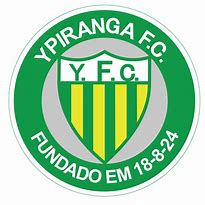 YPIRANGA F.C.
Y. F. C.
FUNDADO EM 18-8-24